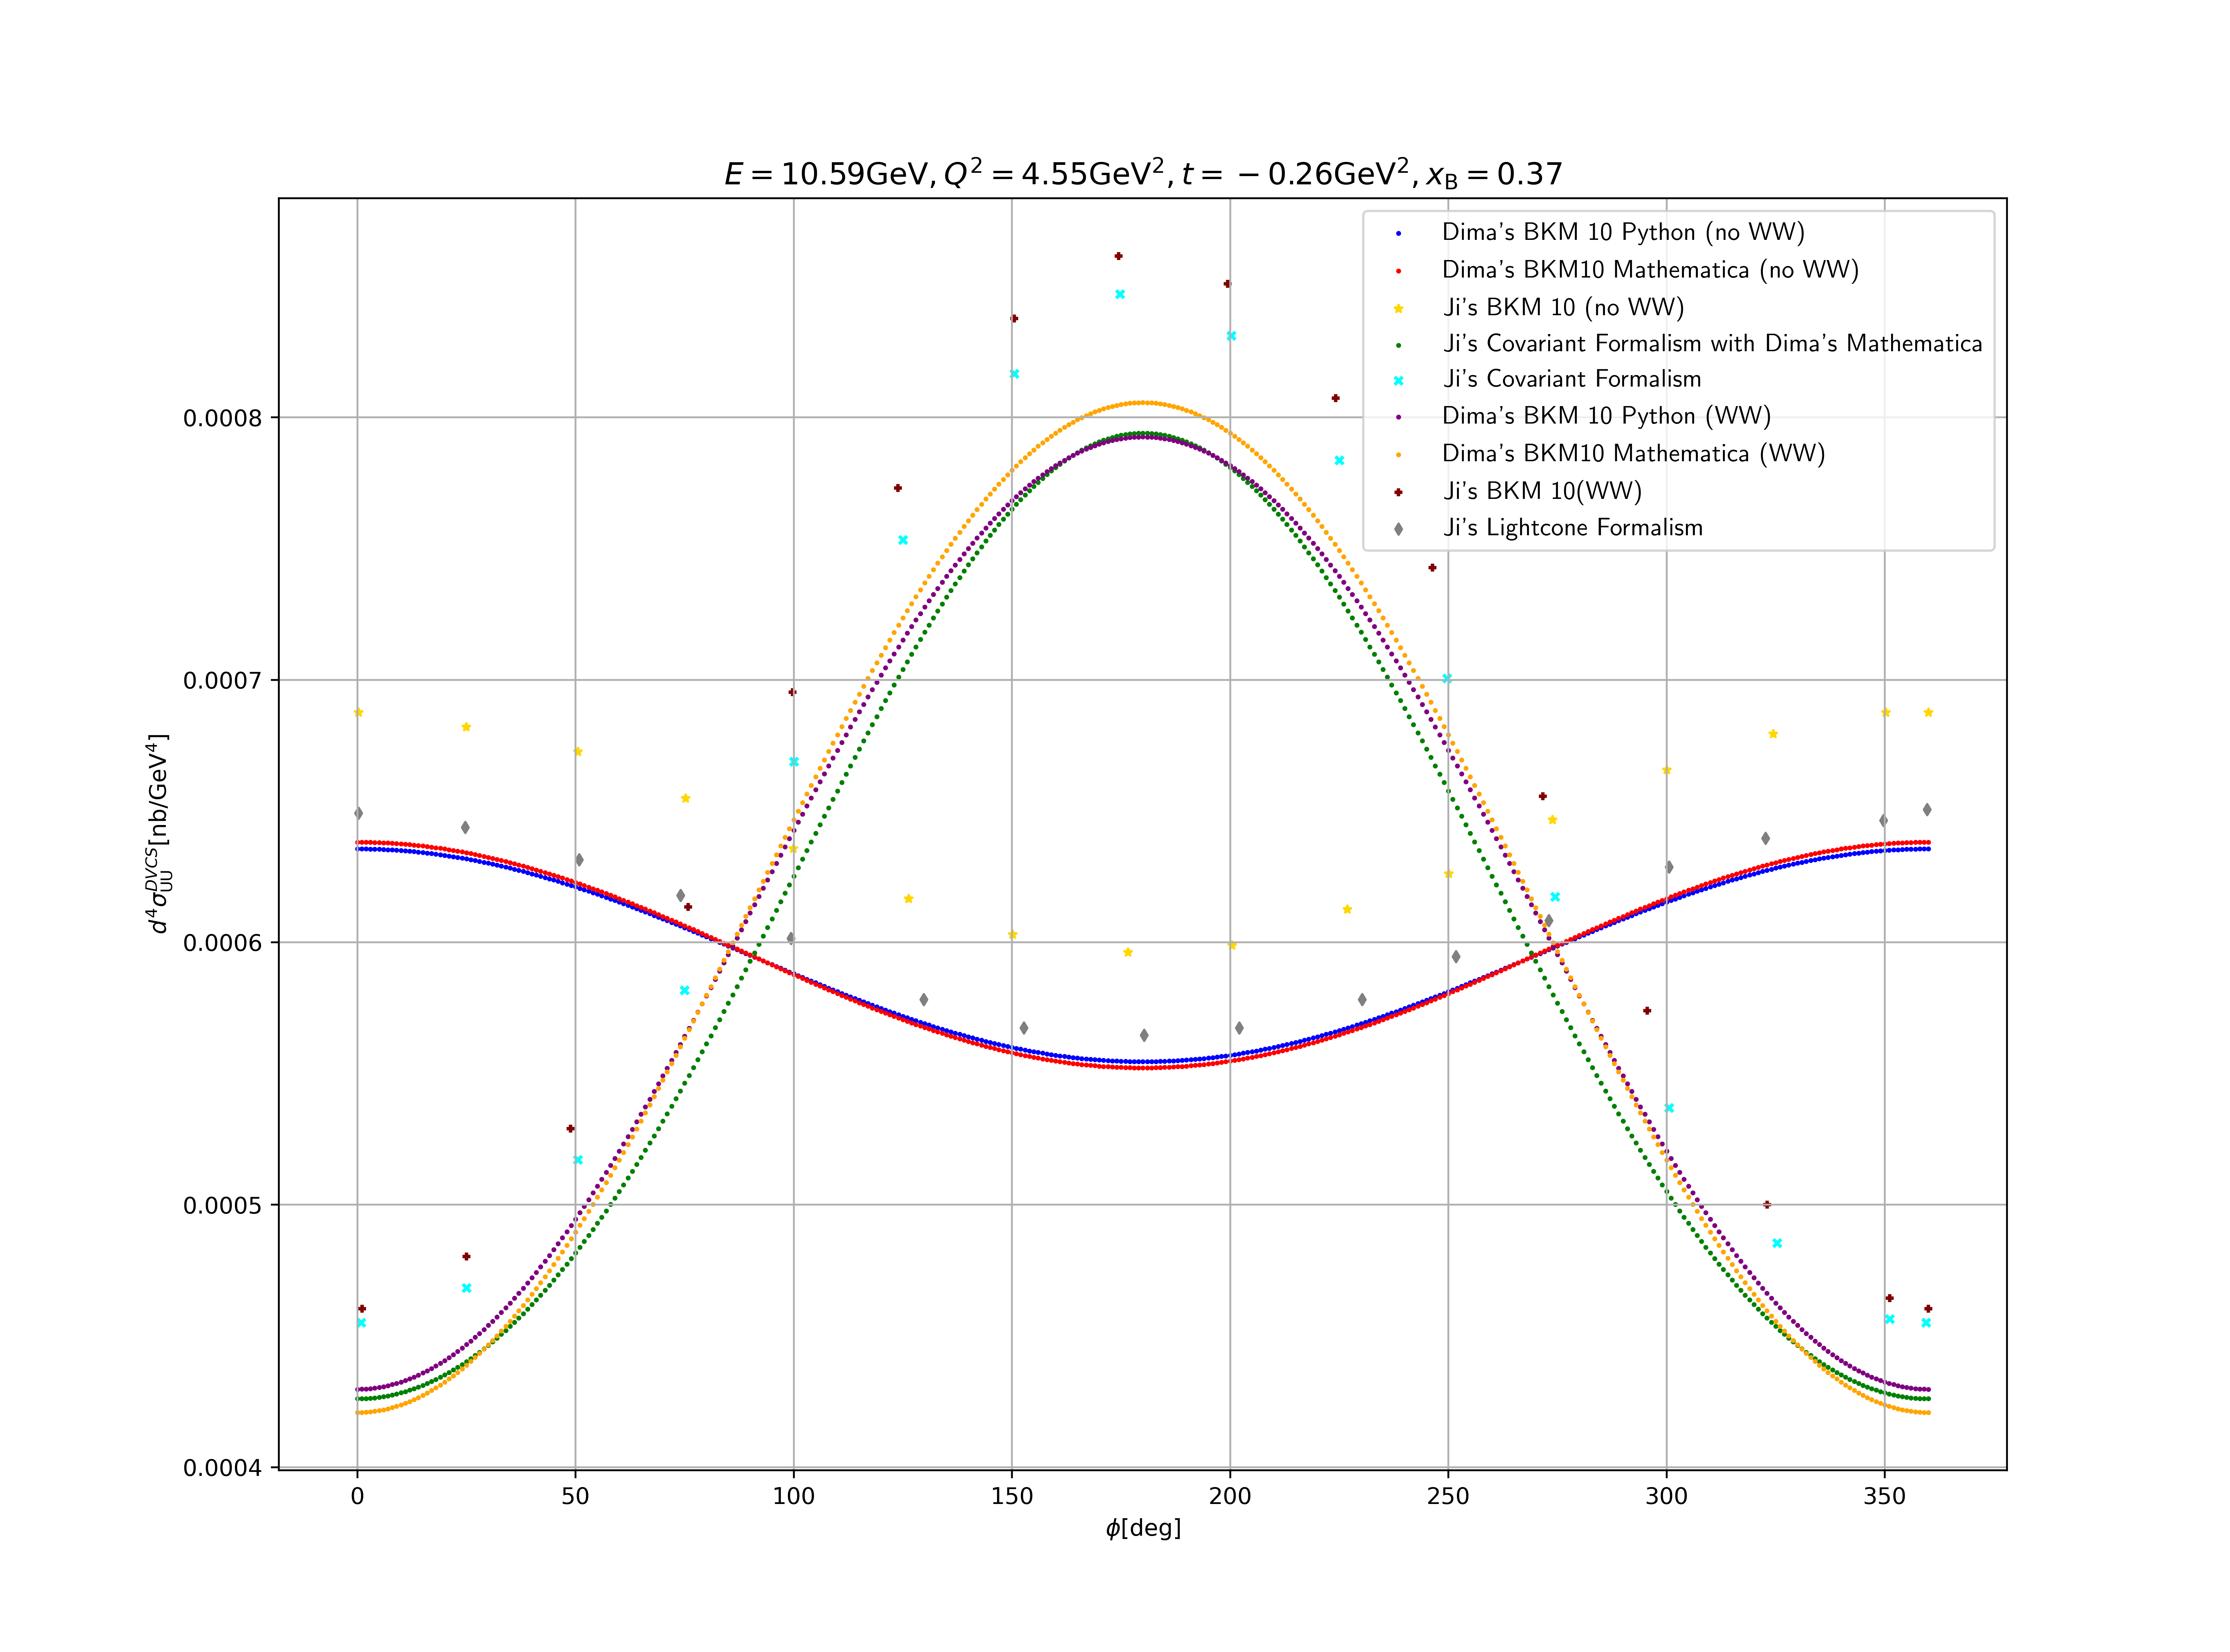 E = 10.59GeV, Q² = 4.55GeV², t = −0.26GeV², x_B = 0.37
Dima's BKM 10 Python (no WW)
Dima's BKM10 Mathematica (no WW)
Ji's BKM 10 (no WW)
Ji's Covariant Formalism with Dima's Mathematica
Ji's Covariant Formalism
Dima's BKM 10 Python (WW)
Dima's BKM10 Mathematica (WW)
Ji's BKM 10(WW)
Ji's Lightcone Formalism
0.0008
0.0007
0.0006
0.0005
0.0004
d⁴σ_UU^DVCS[nb/GeV⁴]
0 50 100 150 200 250 300 350
ϕ[deg]